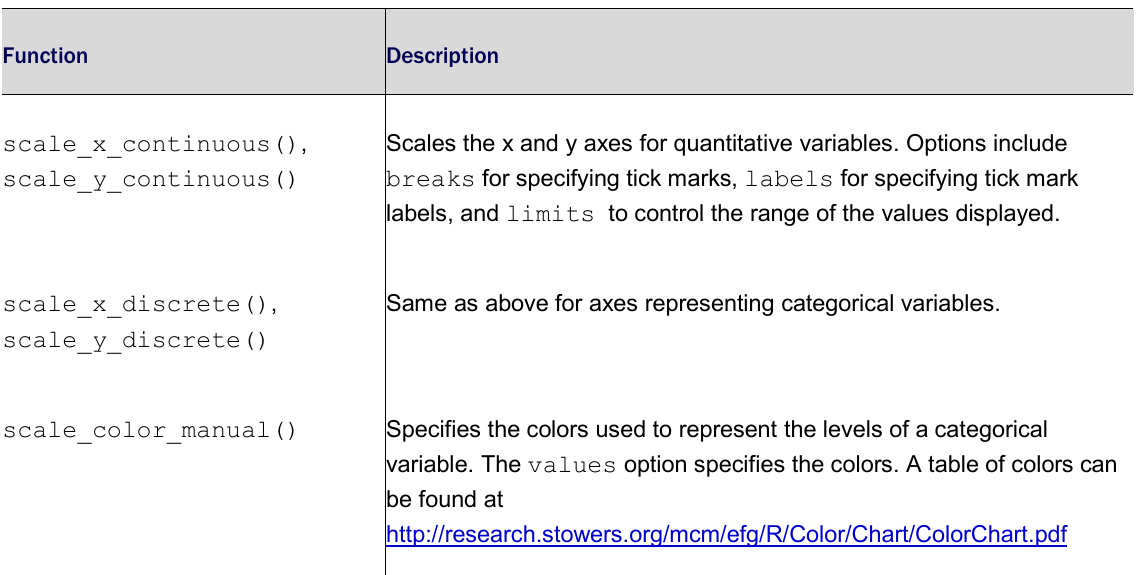 Function
Description
scale_x_continuous(),
scale_y_continuous()
Scales the x and y axes for quantitative variables. Options include
breaks for specifying tick marks, labels for specifying tick mark
labels, and limits to control the range of the values displayed.
scale_x_discrete(),
scale_y_discrete()
Same as above for axes representing categorical variables.
scale_color_manual()
Specifies the colors used to represent the levels of a categorical
variable. The values option specifies the colors. A table of colors can
be found at
http://research.stowers.org/mcm/efg/R/Color/Chart/ColorChart.pdf